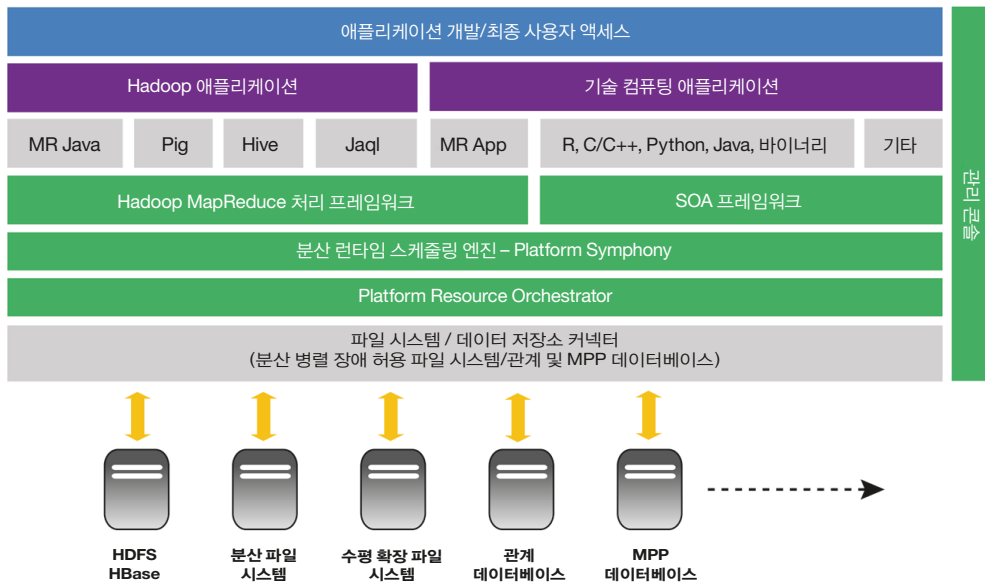 애플리케이션 개발/최종 사용자 액세스
Hadoop 애플리케이션
기술 컴퓨팅 애플리케이션
MR Java
Pig
Hive
Jaql
MR App
R, C/C++, Python, Java, 바이너리
기타
Hadoop MapReduce 처리 프레임워크
SOA 프레임워크
분산 런타임 스케줄링 엔진 – Platform Symphony
Platform Resource Orchestrator
파일 시스템 / 데이터 저장소 커넥터
(분산 병렬 장애 허용 파일 시스템/관계 및 MPP 데이터베이스)
관리 콘솔
HDFS
HBase
분산 파일
시스템
수평 확장 파일
시스템
관계
데이터베이스
MPP
데이터베이스